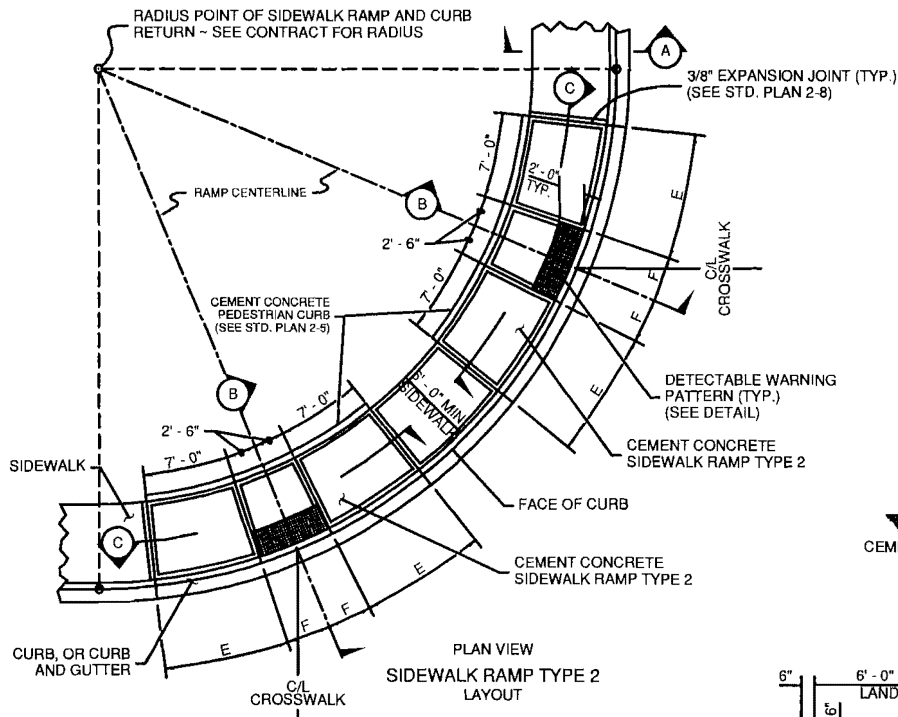 RADIUS POINT OF SIDEWALK RAMP AND CURB
RETURN ~ SEE CONTRACT FOR RADIUS
A
C
3/8" EXPANSION JOINT (TYP.)
(SEE STD. PLAN 2-8)
7' - 0"
2' - 0"
TYP.
E
RAMP CENTERLINE
B
2' - 6"
F
C/L
CROSSWALK
7' - 0"
F
CEMENT CONCRETE
PEDESTRIAN CURB
(SEE STD. PLAN 2-5)
E
6' - 0" MIN.
SIDEWALK
DETECTABLE WARNING
PATTERN (TYP.)
(SEE DETAIL)
B
7' - 0"
2' - 6"
7' - 0"
CEMENT CONCRETE
SIDEWALK RAMP TYPE 2
SIDEWALK
FACE OF CURB
C
CEM
CEMENT CONCRETE
SIDEWALK RAMP TYPE 2
E
F
F
E
CURB, OR CURB
AND GUTTER
C/L
CROSSWALK
PLAN VIEW
SIDEWALK RAMP TYPE 2
LAYOUT
6"
6' - 0"
LAND
6"